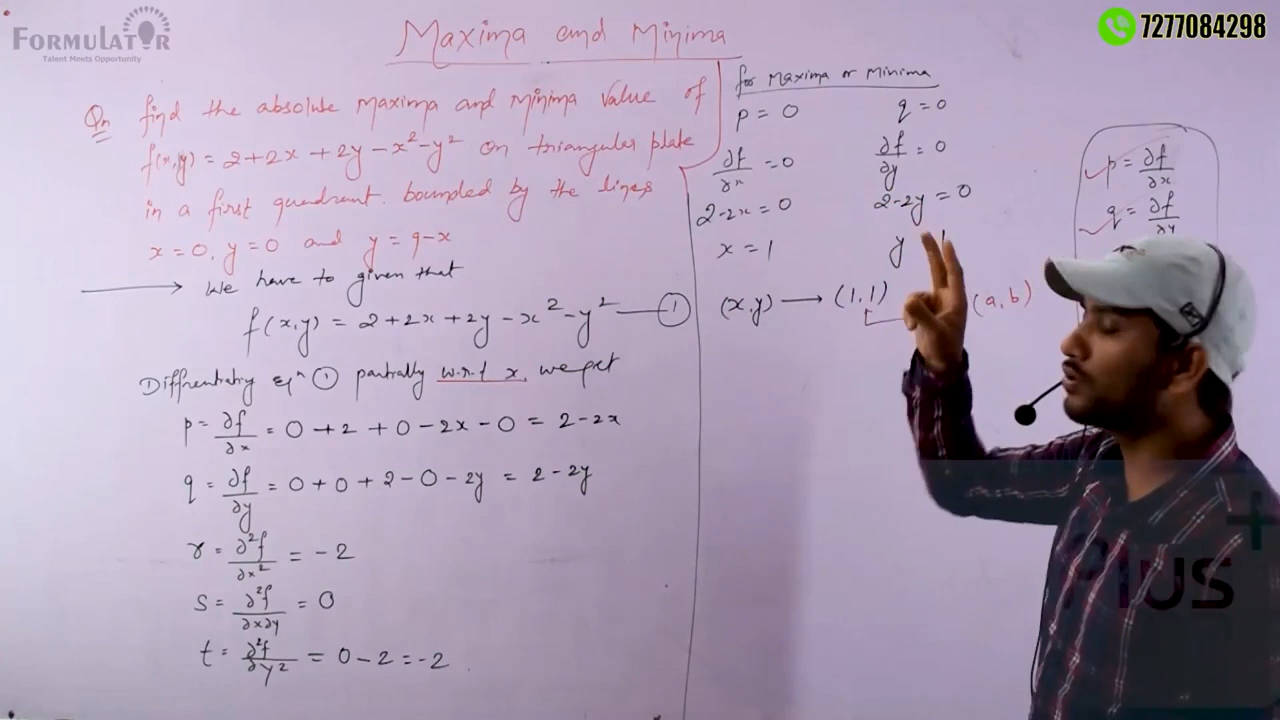 FORMULATOR
Talent Meets Opportunity
7277084298
Maxima and Minima
Qn find the absolute Maxima and Minima value of
f(x,y) = 2+2x+2y-x²-y² on triangular plate
in a first quadrant. bounded by the lines
x=0, y=0 and y = 9-x
We have to given that
f(x,y) = 2+2x+2y-x²-y² ①
Diffrentiatry Eqn ① partially w.r.t x, we get
p = ∂f/∂x = 0+2+0-2x-0 = 2-2x
q = ∂f/∂y = 0+0+2-0-2y = 2-2y
r = ∂²f/∂x² = -2
s = ∂²f/∂x∂y = 0
t = ∂²f/∂y² = 0-2 = -2
for Maxima or Minima
p = 0 q = 0
∂f/∂x = 0 ∂f/∂y = 0
2-2x = 0 2-2y = 0
x = 1 y 1
(x,y) → (1,1) (a,b)
p = ∂f/∂x
q = ∂f/∂y
Plus